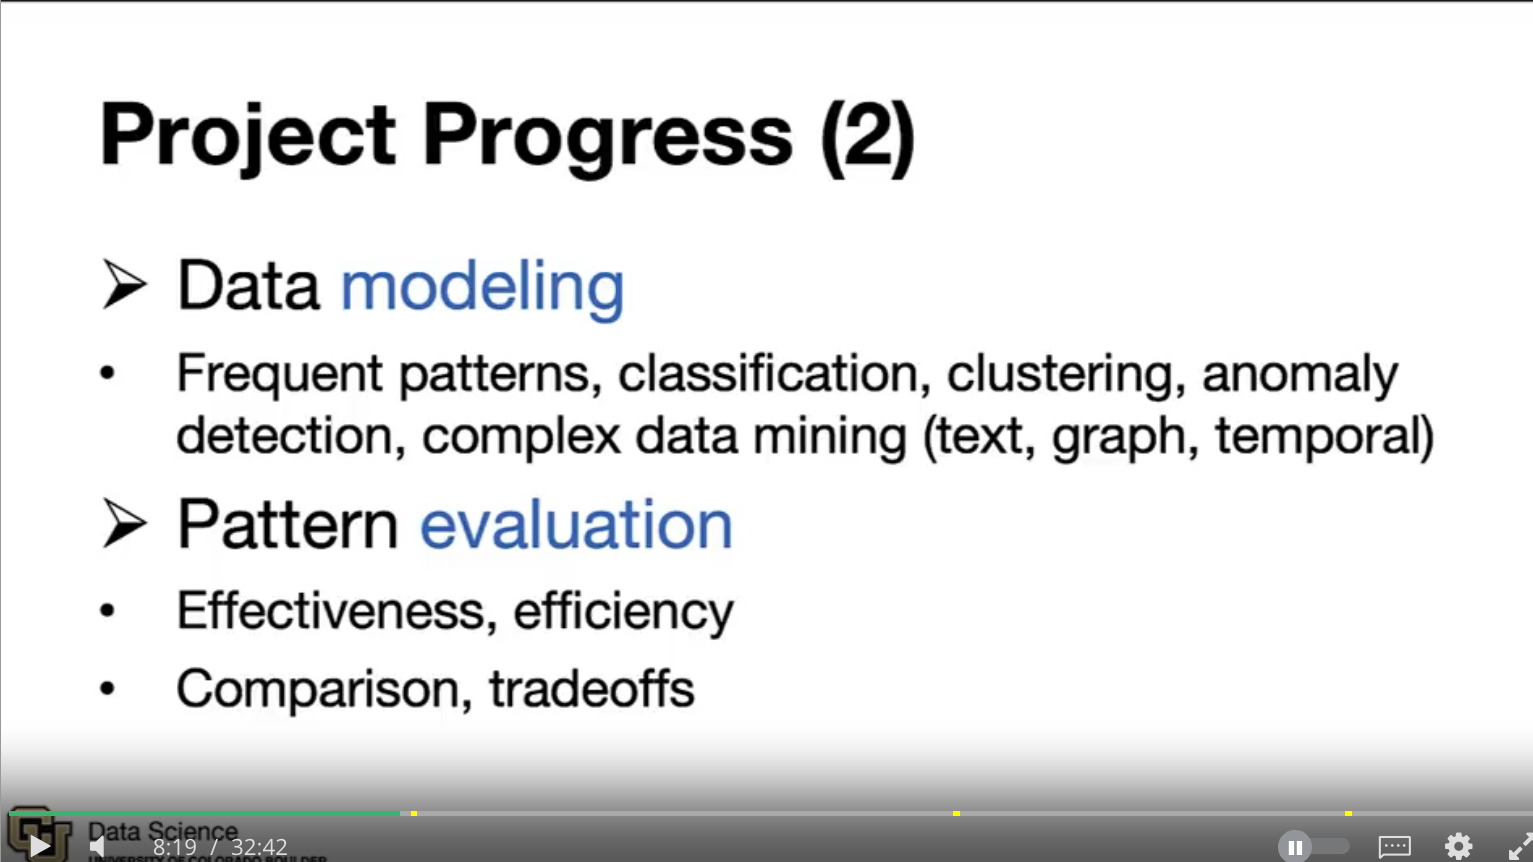 Project Progress (2)
➢ Data modeling
• Frequent patterns, classification, clustering, anomaly
detection, complex data mining (text, graph, temporal)
➢ Pattern evaluation
• Effectiveness, efficiency
• Comparison, tradeoffs
Data Science
UNIVERSITY OF COLORADO BOULDER
8:19 / 32:42